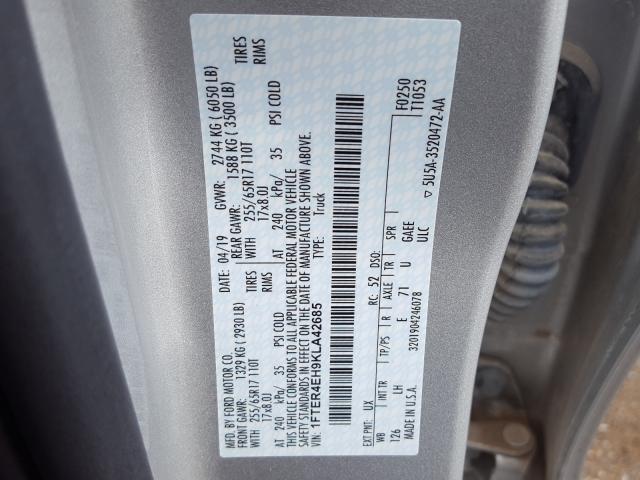 MFD. BY FORD MOTOR CO.
DATE: 04/19 GVWR: 2744 KG ( 6050 LB)
FRONT GAWR: 1329 KG ( 2930 LB) REAR GAWR: 1588 KG ( 3500 LB)
WITH 255/65R17 110T TIRES WITH 255/65R17 110T TIRES
17x8.0J RIMS 17x8.0J RIMS
AT 240 kPa/ 35 PSI COLD AT 240 kPa/ 35 PSI COLD
THIS VEHICLE CONFORMS TO ALL APPLICABLE FEDERAL MOTOR VEHICLE
SAFETY STANDARDS IN EFFECT ON THE DATE OF MANUFACTURE SHOWN ABOVE.
VIN: 1FTER4EH9KLA42685 TYPE: Truck
EXT PNT: UX RC: 52 DSO: F0250
T1053
WB INT TR TP/PS R AXLE TR SPR
126 LH E 71 U GAEE
ULC
MADE IN U.S.A. 3201904246078 ▽ 5U5A-3520472-AA